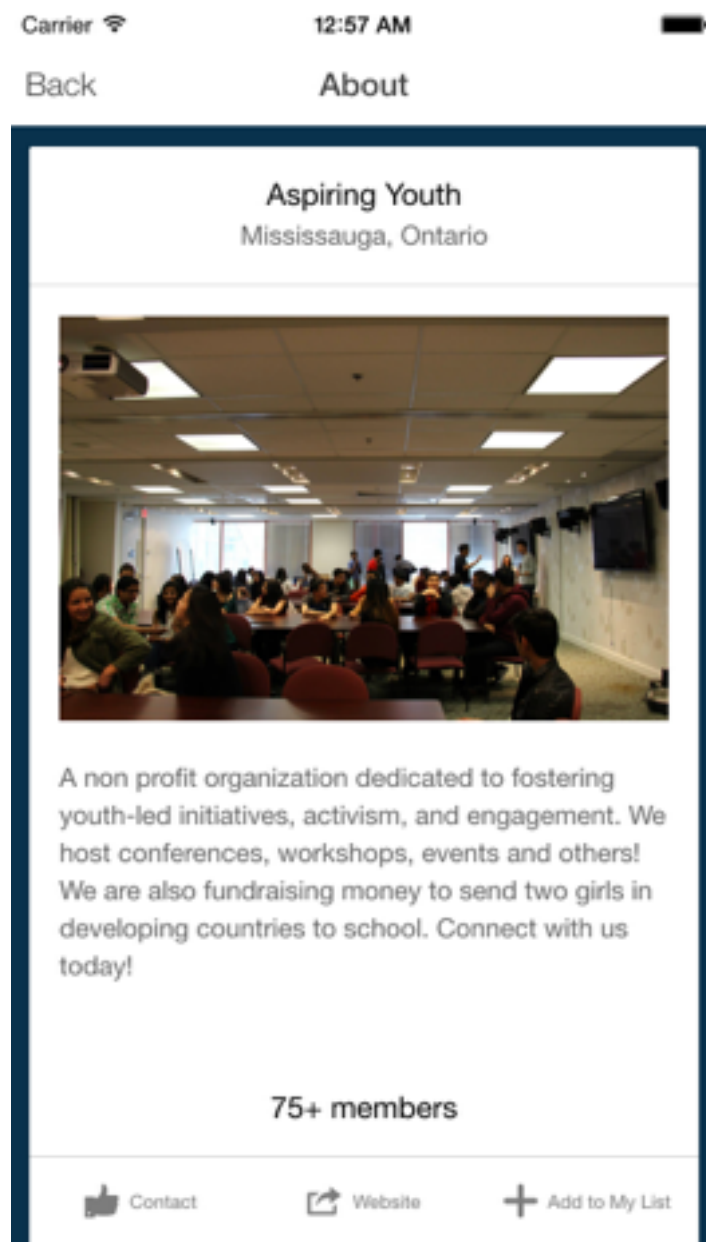 Carrier 12:57 AM
Back About
Aspiring Youth
Mississauga, Ontario
A non profit organization dedicated to fostering
youth-led initiatives, activism, and engagement. We
host conferences, workshops, events and others!
We are also fundraising money to send two girls in
developing countries to school. Connect with us
today!
75+ members
Contact Website Add to My List